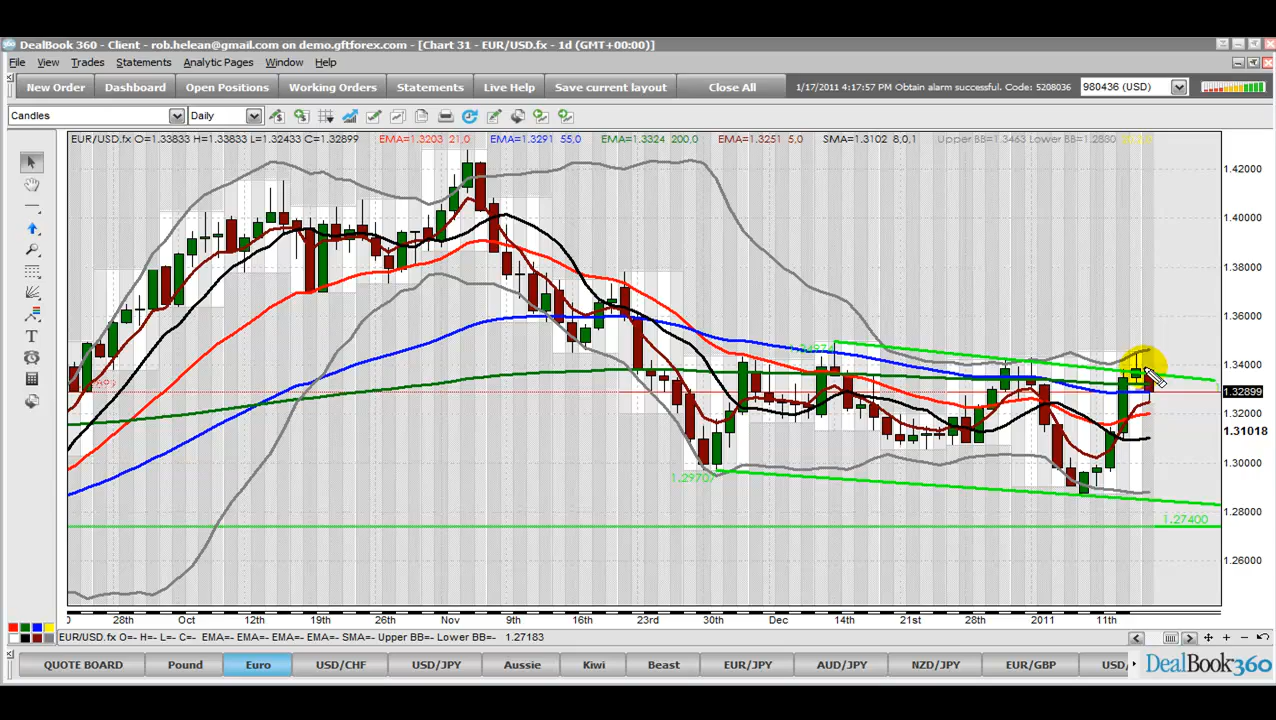 DealBook 360 - Client - rob.helean@gmail.com on demo.gftforex.com - [Chart 31 - EUR/USD.fx - 1d (GMT+00:00)]
File View Trades Statements Analytic Pages Window Help
New Order Dashboard Open Positions Working Orders Statements Live Help Save current layout Close All 1/17/2011 4:17:57 PM Obtain alarm successful. Code: 5208036 980436 (USD)
Candles Daily
EUR/USD.fx O=1.33833 H=1.33833 L=1.32433 C=1.32899 EMA=1.3203 21,0 EMA=1.3291 55,0 EMA=1.3324 200,0 EMA=1.3251 5,0 SMA=1.3102 8,0,1 Upper BB=1.3463 Lower BB=1.2880
1.42000
1.40000
1.38000
1.36000
1.34974
1.34000
1.32899
1.32000
1.31018
1.30000
1.29707
1.28000
1.27400
1.26000
28th Oct 12th 19th 26th Nov 9th 16th 23rd 30th Dec 14th 21st 28th 2011 11th
EUR/USD.fx O=- H=- L=- C=- EMA=- EMA=- EMA=- EMA=- SMA=- Upper BB=- Lower BB=- 1.27183
QUOTE BOARD Pound Euro USD/CHF USD/JPY Aussie Kiwi Beast EUR/JPY AUD/JPY NZD/JPY EUR/GBP USD/ DealBook 360